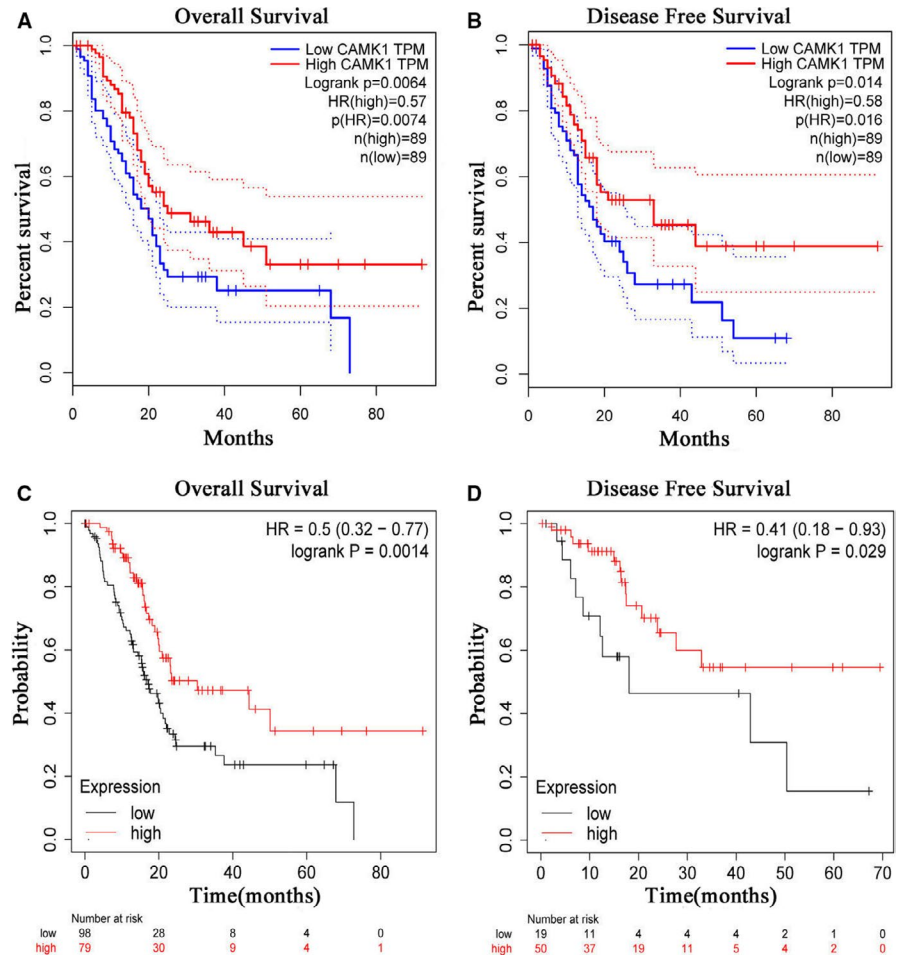 A Overall Survival
Percent survival
1.0
0.8
0.6
0.4
0.2
0.0
Low CAMK1 TPM
High CAMK1 TPM
Logrank p=0.0064
HR(high)=0.57
p(HR)=0.0074
n(high)=89
n(low)=89
0 20 40 60 80
Months
B Disease Free Survival
Percent survival
1.0
0.8
0.6
0.4
0.2
0.0
Low CAMK1 TPM
High CAMK1 TPM
Logrank p=0.014
HR(high)=0.58
p(HR)=0.016
n(high)=89
n(low)=89
0 20 40 60 80
Months
C Overall Survival
Probability
1.0
0.8
0.6
0.4
0.2
0.0
HR = 0.5 (0.32 − 0.77)
logrank P = 0.0014
Expression
low
high
0 20 40 60 80
Time(months)
Number at risk
low 98 28 8 4 0
high 79 30 9 4 1
D Disease Free Survival
Probability
1.0
0.8
0.6
0.4
0.2
0.0
HR = 0.41 (0.18 − 0.93)
logrank P = 0.029
Expression
low
high
0 10 20 30 40 50 60 70
Time(months)
Number at risk
low 19 11 4 4 4 2 1 0
high 50 37 19 11 5 4 2 0